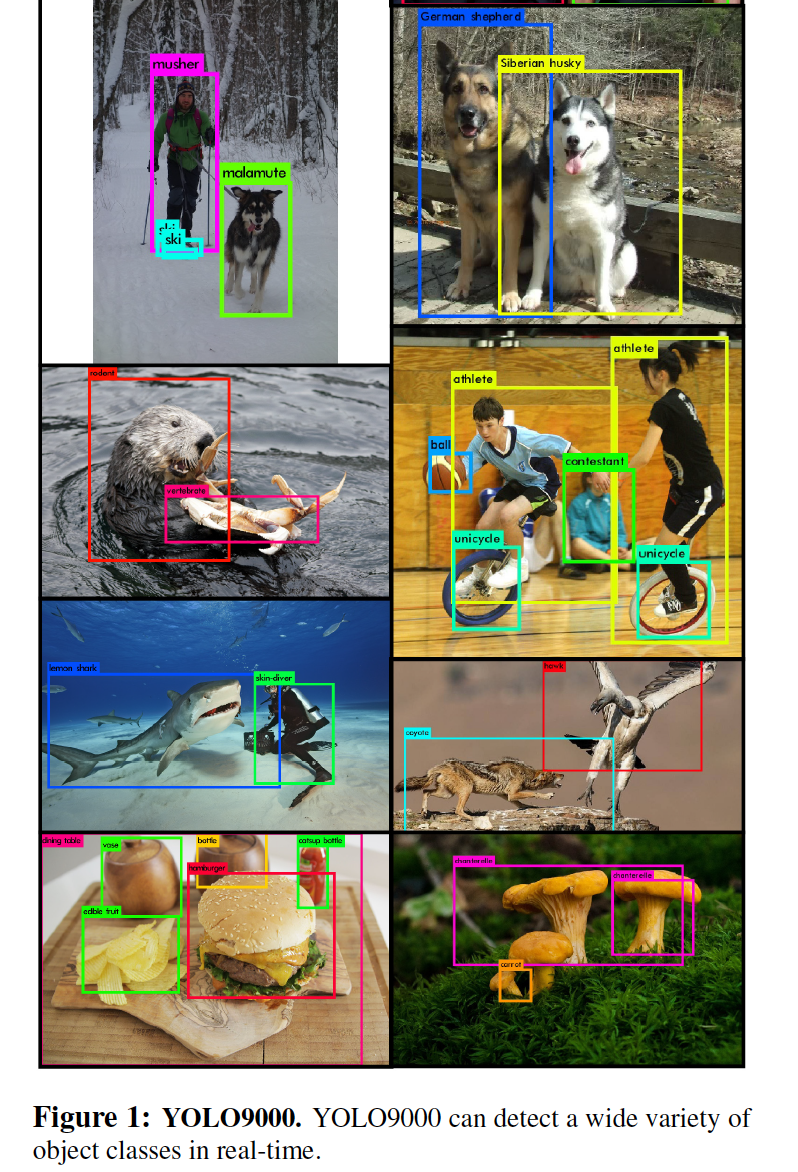 musher
malamute
ski
ski
German shepherd
Siberian husky
rodent
vertebrate
athlete
athlete
ball
contestant
unicycle
unicycle
lemon shark
skin-diver
hawk
coyote
dining table
vase
bottle
catsup bottle
hamburger
edible fruit
chanterelle
chanterelle
carrot
Figure 1: YOLO9000. YOLO9000 can detect a wide variety of
object classes in real-time.